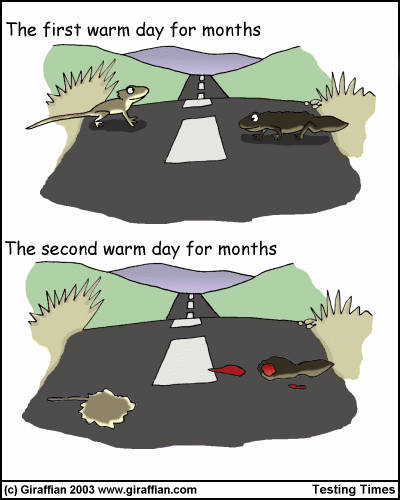 The first warm day for months
The second warm day for months
(c) Giraffian 2003 www.giraffian.com Testing Times